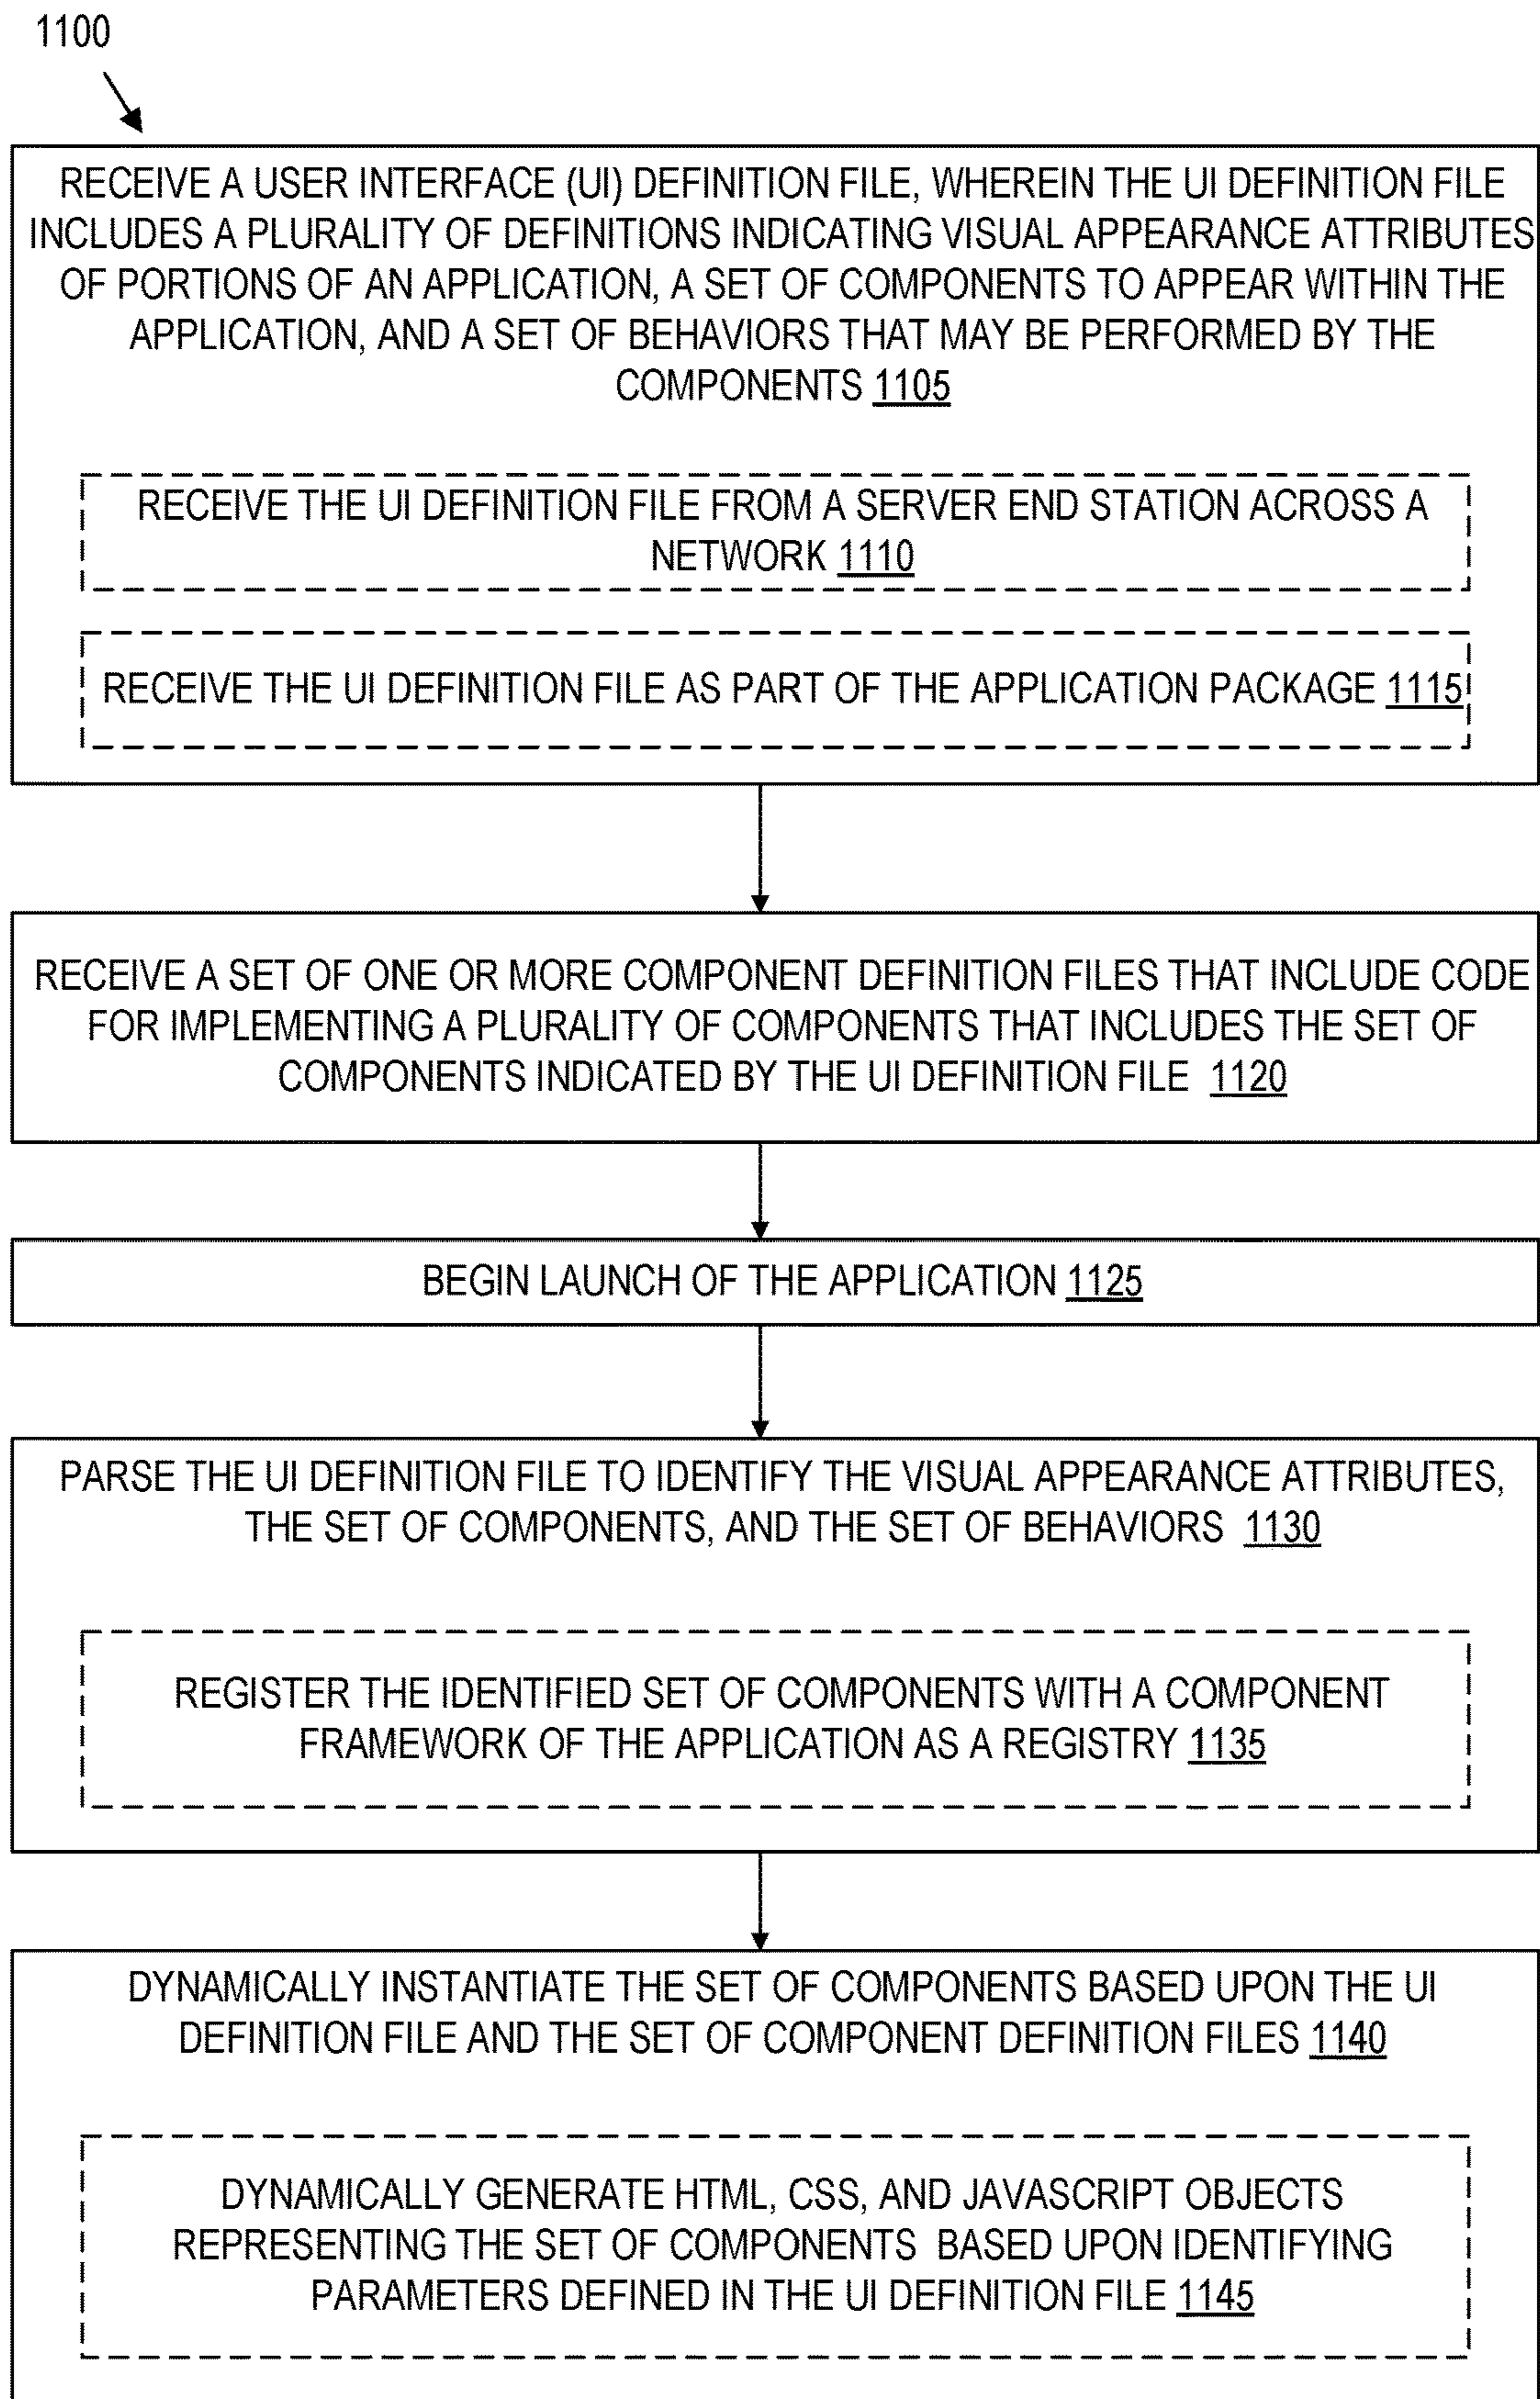 1100
RECEIVE A USER INTERFACE (UI) DEFINITION FILE, WHEREIN THE UI DEFINITION FILE
INCLUDES A PLURALITY OF DEFINITIONS INDICATING VISUAL APPEARANCE ATTRIBUTES
OF PORTIONS OF AN APPLICATION, A SET OF COMPONENTS TO APPEAR WITHIN THE
APPLICATION, AND A SET OF BEHAVIORS THAT MAY BE PERFORMED BY THE
COMPONENTS 1105
RECEIVE THE UI DEFINITION FILE FROM A SERVER END STATION ACROSS A
NETWORK 1110
RECEIVE THE UI DEFINITION FILE AS PART OF THE APPLICATION PACKAGE 1115
RECEIVE A SET OF ONE OR MORE COMPONENT DEFINITION FILES THAT INCLUDE CODE
FOR IMPLEMENTING A PLURALITY OF COMPONENTS THAT INCLUDES THE SET OF
COMPONENTS INDICATED BY THE UI DEFINITION FILE 1120
BEGIN LAUNCH OF THE APPLICATION 1125
PARSE THE UI DEFINITION FILE TO IDENTIFY THE VISUAL APPEARANCE ATTRIBUTES,
THE SET OF COMPONENTS, AND THE SET OF BEHAVIORS 1130
REGISTER THE IDENTIFIED SET OF COMPONENTS WITH A COMPONENT
FRAMEWORK OF THE APPLICATION AS A REGISTRY 1135
DYNAMICALLY INSTANTIATE THE SET OF COMPONENTS BASED UPON THE UI
DEFINITION FILE AND THE SET OF COMPONENT DEFINITION FILES 1140
DYNAMICALLY GENERATE HTML, CSS, AND JAVASCRIPT OBJECTS
REPRESENTING THE SET OF COMPONENTS BASED UPON IDENTIFYING
PARAMETERS DEFINED IN THE UI DEFINITION FILE 1145